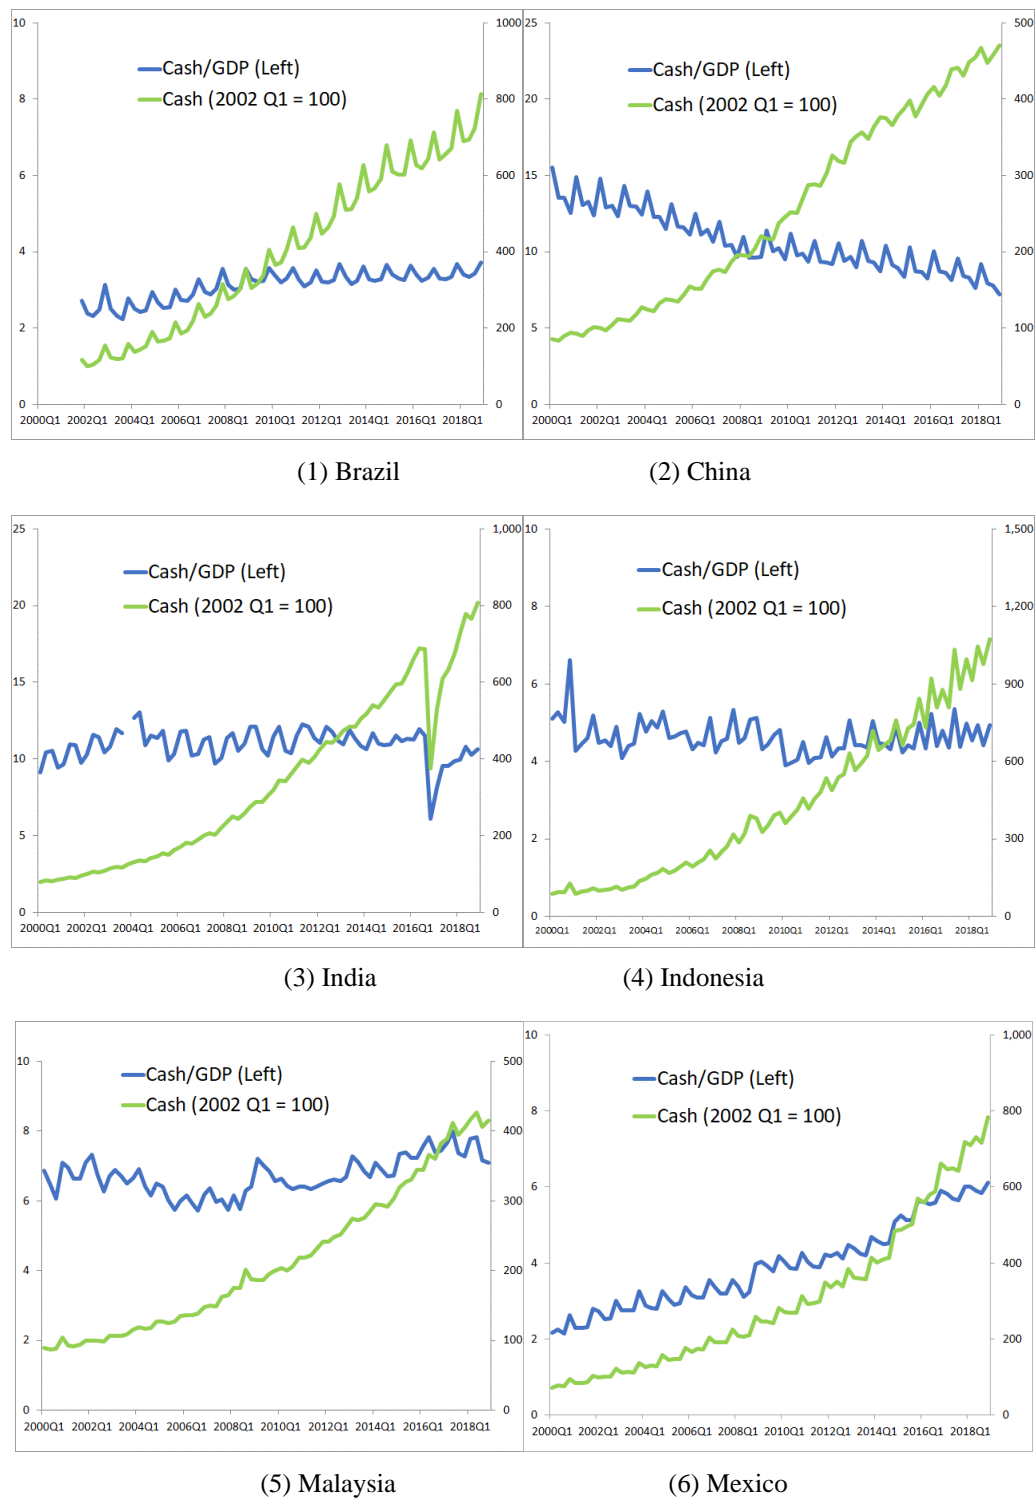 10 1000
Cash/GDP (Left)
8 800
Cash (2002 Q1 = 100)
6 600
4 400
2 200
0 0
2000Q1 2002Q1 2004Q1 2006Q1 2008Q1 2010Q1 2012Q1 2014Q1 2016Q1 2018Q1
25 500
Cash/GDP (Left)
20 400
Cash (2002 Q1 = 100)
15 300
10 200
5 100
0 0
2000Q1 2002Q1 2004Q1 2006Q1 2008Q1 2010Q1 2012Q1 2014Q1 2016Q1 2018Q1
(1) Brazil (2) China
25 1,000
Cash/GDP (Left)
20 800
Cash (2002 Q1 = 100)
15 600
10 400
5 200
0 0
2000Q1 2002Q1 2004Q1 2006Q1 2008Q1 2010Q1 2012Q1 2014Q1 2016Q1 2018Q1
10 1,500
Cash/GDP (Left)
8 1,200
Cash (2002 Q1 = 100)
6 900
4 600
2 300
0 0
2000Q1 2002Q1 2004Q1 2006Q1 2008Q1 2010Q1 2012Q1 2014Q1 2016Q1 2018Q1
(3) India (4) Indonesia
10 500
Cash/GDP (Left)
Cash (2002 Q1 = 100)
8 400
6 300
4 200
2 100
0 0
2000Q1 2002Q1 2004Q1 2006Q1 2008Q1 2010Q1 2012Q1 2014Q1 2016Q1 2018Q1
10 1,000
Cash/GDP (Left)
8 800
Cash (2002 Q1 = 100)
6 600
4 400
2 200
0 0
2000Q1 2002Q1 2004Q1 2006Q1 2008Q1 2010Q1 2012Q1 2014Q1 2016Q1 2018Q1
(5) Malaysia (6) Mexico